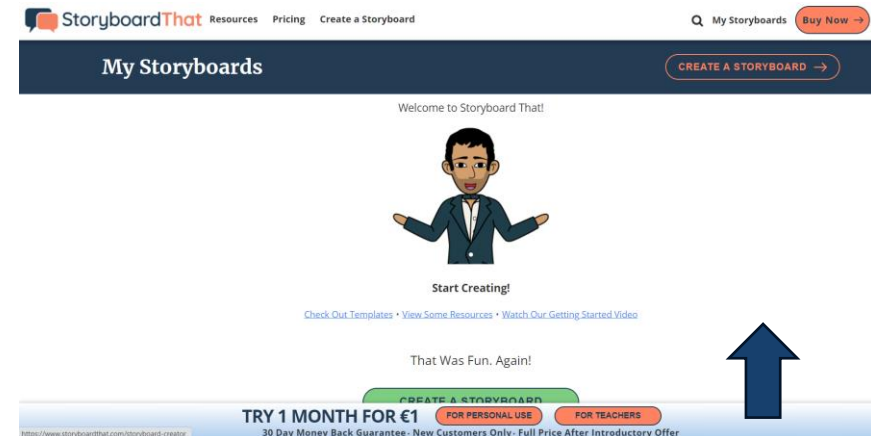 StoryboardThat Resources Pricing Create a Storyboard My Storyboards Buy Now →
My Storyboards CREATE A STORYBOARD →
Welcome to Storyboard That!
Start Creating!
Check Out Templates • View Some Resources • Watch Our Getting Started Video
That Was Fun. Again!
CREATE A STORYBOARD
TRY 1 MONTH FOR €1 FOR PERSONAL USE FOR TEACHERS
30 Day Money Back Guarantee - New Customers Only - Full Price After Introductory Offer
https://www.storyboardthat.com/storyboard-creator